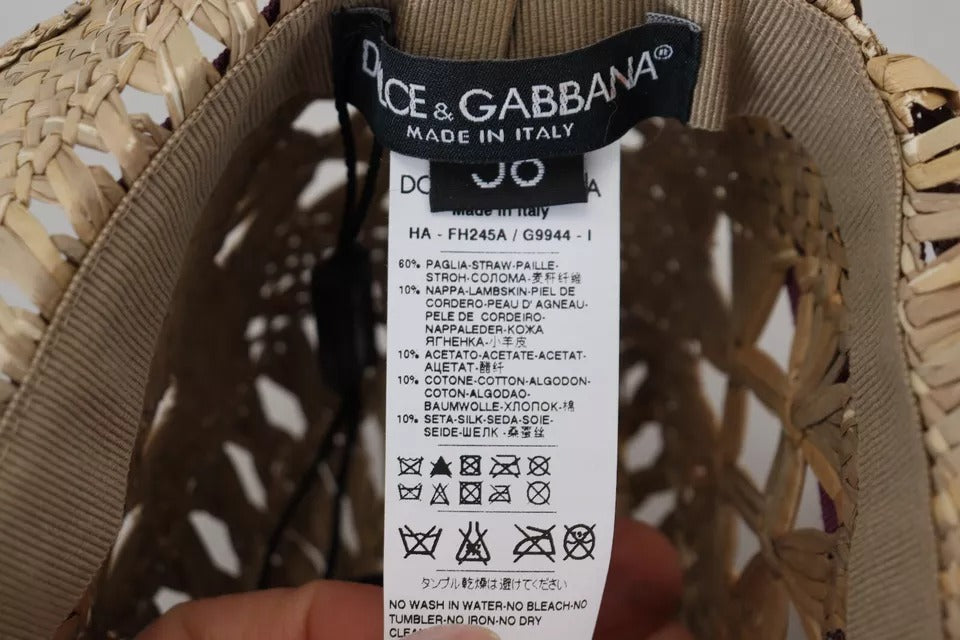 DOLCE & GABBANA®
MADE IN ITALY
Made in Italy
HA - FH245A / G9944 - I
60% PAGLIA-STRAW-PAILLE-
STROH-СОЛОМА-麦秆纤维
10% NAPPA-LAMBSKIN-PIEL DE
CORDERO-PEAU D' AGNEAU-
PELE DE CORDEIRO-
NAPPALEDER-КОЖА
ЯГНЕНКА-小羊皮
10% ACETATO-ACETATE-ACETAT-
АЦЕТАТ-醋纤
10% COTONE-COTTON-ALGODON-
COTON-ALGODAO-
BAUMWOLLE-ХЛОПОК-棉
10% SETA-SILK-SEDA-SOIE-
SEIDE-ШЕЛК -桑蚕丝
タンブル乾燥は避けてください
NO WASH IN WATER-NO BLEACH-NO
TUMBLER-NO IRON-NO DRY